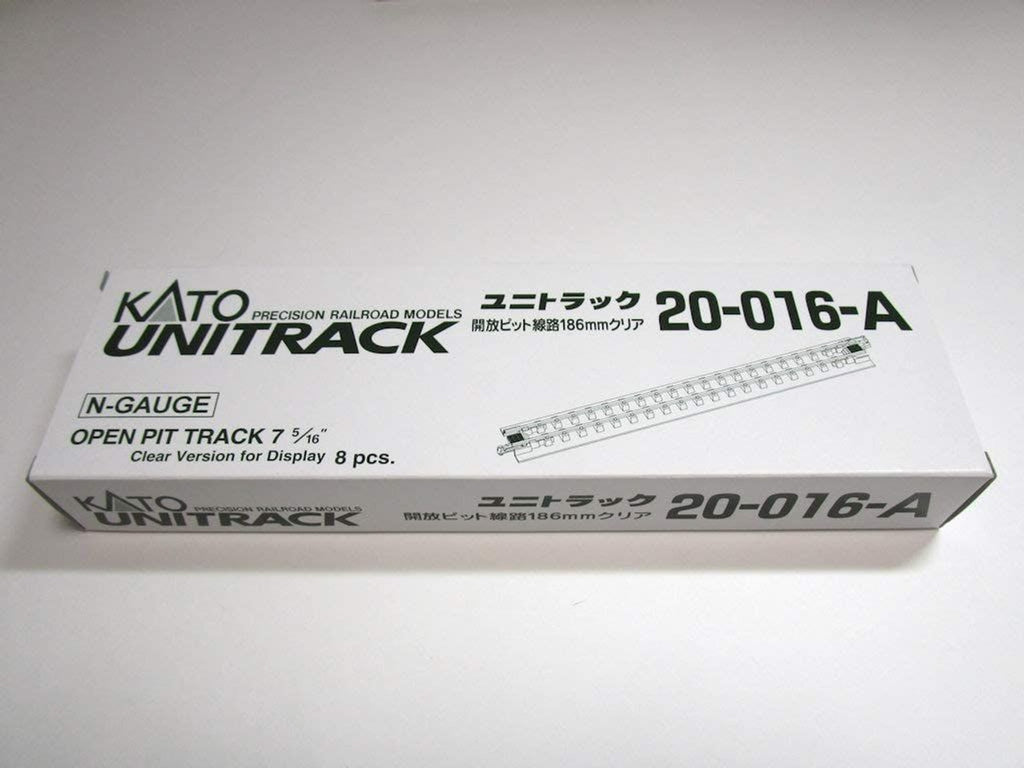 KATO PRECISION RAILROAD MODELS
UNITRACK
ユニトラック
開放ピット線路186mmクリア
20-016-A
N-GAUGE
OPEN PIT TRACK 7 5/16"
Clear Version for Display 8 pcs.
KATO PRECISION RAILROAD MODELS
UNITRACK
ユニトラック
開放ピット線路186mmクリア
20-016-A